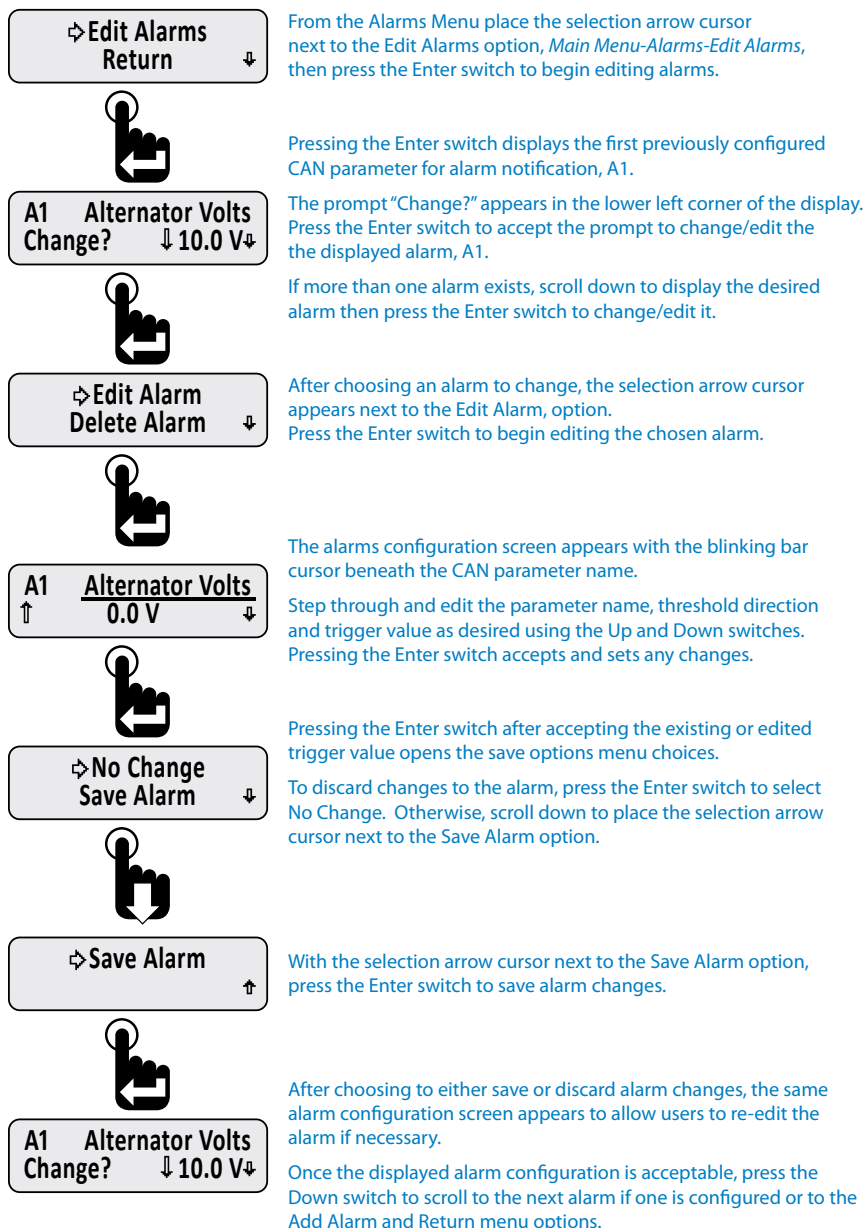 ➩Edit Alarms
Return ⇩
From the Alarms Menu place the selection arrow cursor
next to the Edit Alarms option, Main Menu-Alarms-Edit Alarms,
then press the Enter switch to begin editing alarms.
Pressing the Enter switch displays the first previously configured
CAN parameter for alarm notification, A1.
A1 Alternator Volts
Change? ⇓10.0 V⇩
The prompt “Change?” appears in the lower left corner of the display.
Press the Enter switch to accept the prompt to change/edit the
the displayed alarm, A1.
If more than one alarm exists, scroll down to display the desired
alarm then press the Enter switch to change/edit it.
➩Edit Alarm
Delete Alarm ⇩
After choosing an alarm to change, the selection arrow cursor
appears next to the Edit Alarm, option.
Press the Enter switch to begin editing the chosen alarm.
The alarms configuration screen appears with the blinking bar
cursor beneath the CAN parameter name.
A1 Alternator Volts
⇑ 0.0 V ⇩
Step through and edit the parameter name, threshold direction
and trigger value as desired using the Up and Down switches.
Pressing the Enter switch accepts and sets any changes.
Pressing the Enter switch after accepting the existing or edited
trigger value opens the save options menu choices.
➩No Change
Save Alarm ⇩
To discard changes to the alarm, press the Enter switch to select
No Change. Otherwise, scroll down to place the selection arrow
cursor next to the Save Alarm option.
➩Save Alarm
⇧
With the selection arrow cursor next to the Save Alarm option,
press the Enter switch to save alarm changes.
After choosing to either save or discard alarm changes, the same
alarm configuration screen appears to allow users to re-edit the
alarm if necessary.
A1 Alternator Volts
Change? ⇓10.0 V⇩
Once the displayed alarm configuration is acceptable, press the
Down switch to scroll to the next alarm if one is configured or to the
Add Alarm and Return menu options.